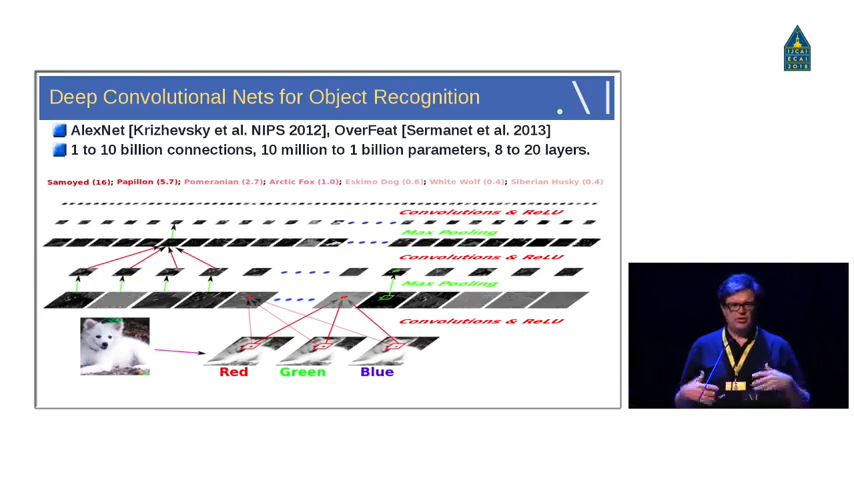 IJCAI
ECAI
2018
Deep Convolutional Nets for Object Recognition
AlexNet [Krizhevsky et al. NIPS 2012], OverFeat [Sermanet et al. 2013]
1 to 10 billion connections, 10 million to 1 billion parameters, 8 to 20 layers.
Samoyed (16); Papillon (5.7); Pomeranian (2.7); Arctic Fox (1.0); Eskimo Dog (0.6); White Wolf (0.4); Siberian Husky (0.4)
Convolutions & ReLU
Max Pooling
Convolutions & ReLU
Max Pooling
Convolutions & ReLU
Red Green Blue